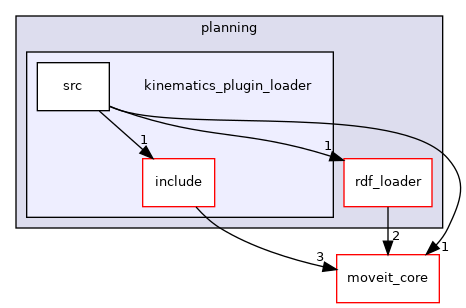 planning
src
kinematics_plugin_loader
1
1
include
rdf_loader
2
1
3
moveit_core